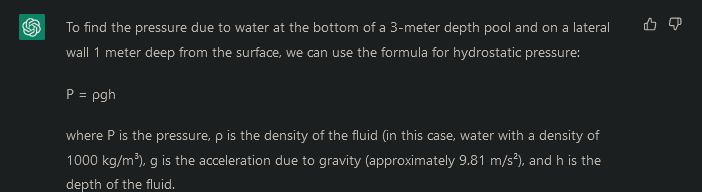 To find the pressure due to water at the bottom of a 3-meter depth pool and on a lateral
wall 1 meter deep from the surface, we can use the formula for hydrostatic pressure:
P = ρgh
where P is the pressure, ρ is the density of the fluid (in this case, water with a density of
1000 kg/m³), g is the acceleration due to gravity (approximately 9.81 m/s²), and h is the
depth of the fluid.